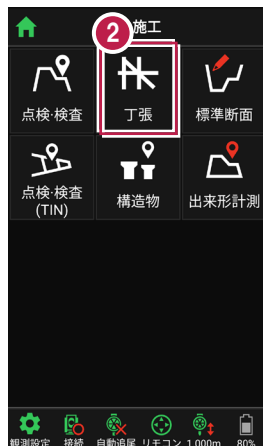 2 施工
点検・検査
丁張
標準断面
点検・検査
(TIN)
構造物
出来形計測
観測設定 接続 自動追尾 リモコン 1.000m 80%